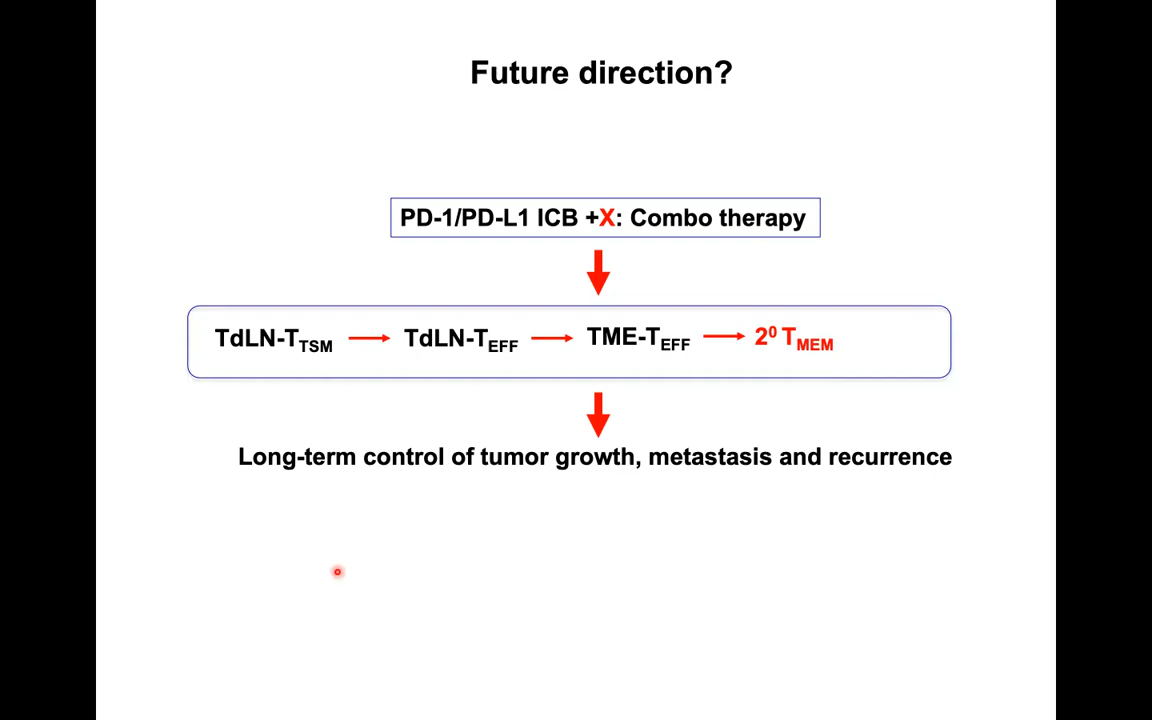 Future direction?
PD-1/PD-L1 ICB +X: Combo therapy
TdLN-TTSM TdLN-TEFF TME-TEFF 2⁰ TMEM
Long-term control of tumor growth, metastasis and recurrence